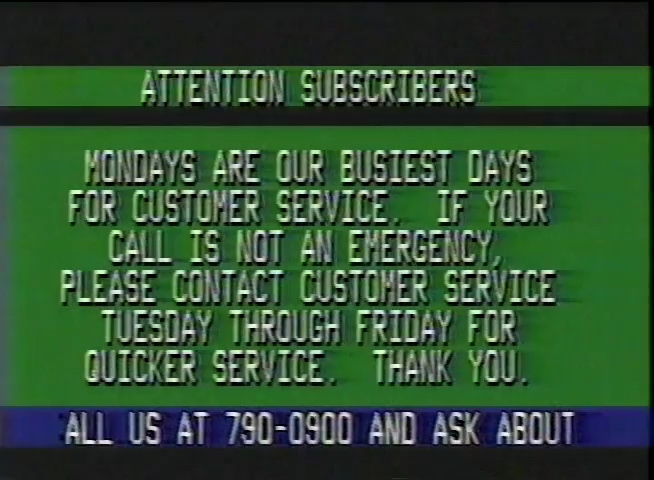 ATTENTION SUBSCRIBERS
MONDAYS ARE OUR BUSIEST DAYS
FOR CUSTOMER SERVICE. IF YOUR
CALL IS NOT AN EMERGENCY,
PLEASE CONTACT CUSTOMER SERVICE
TUESDAY THROUGH FRIDAY FOR
QUICKER SERVICE. THANK YOU.
ALL US AT 790-0900 AND ASK ABOUT